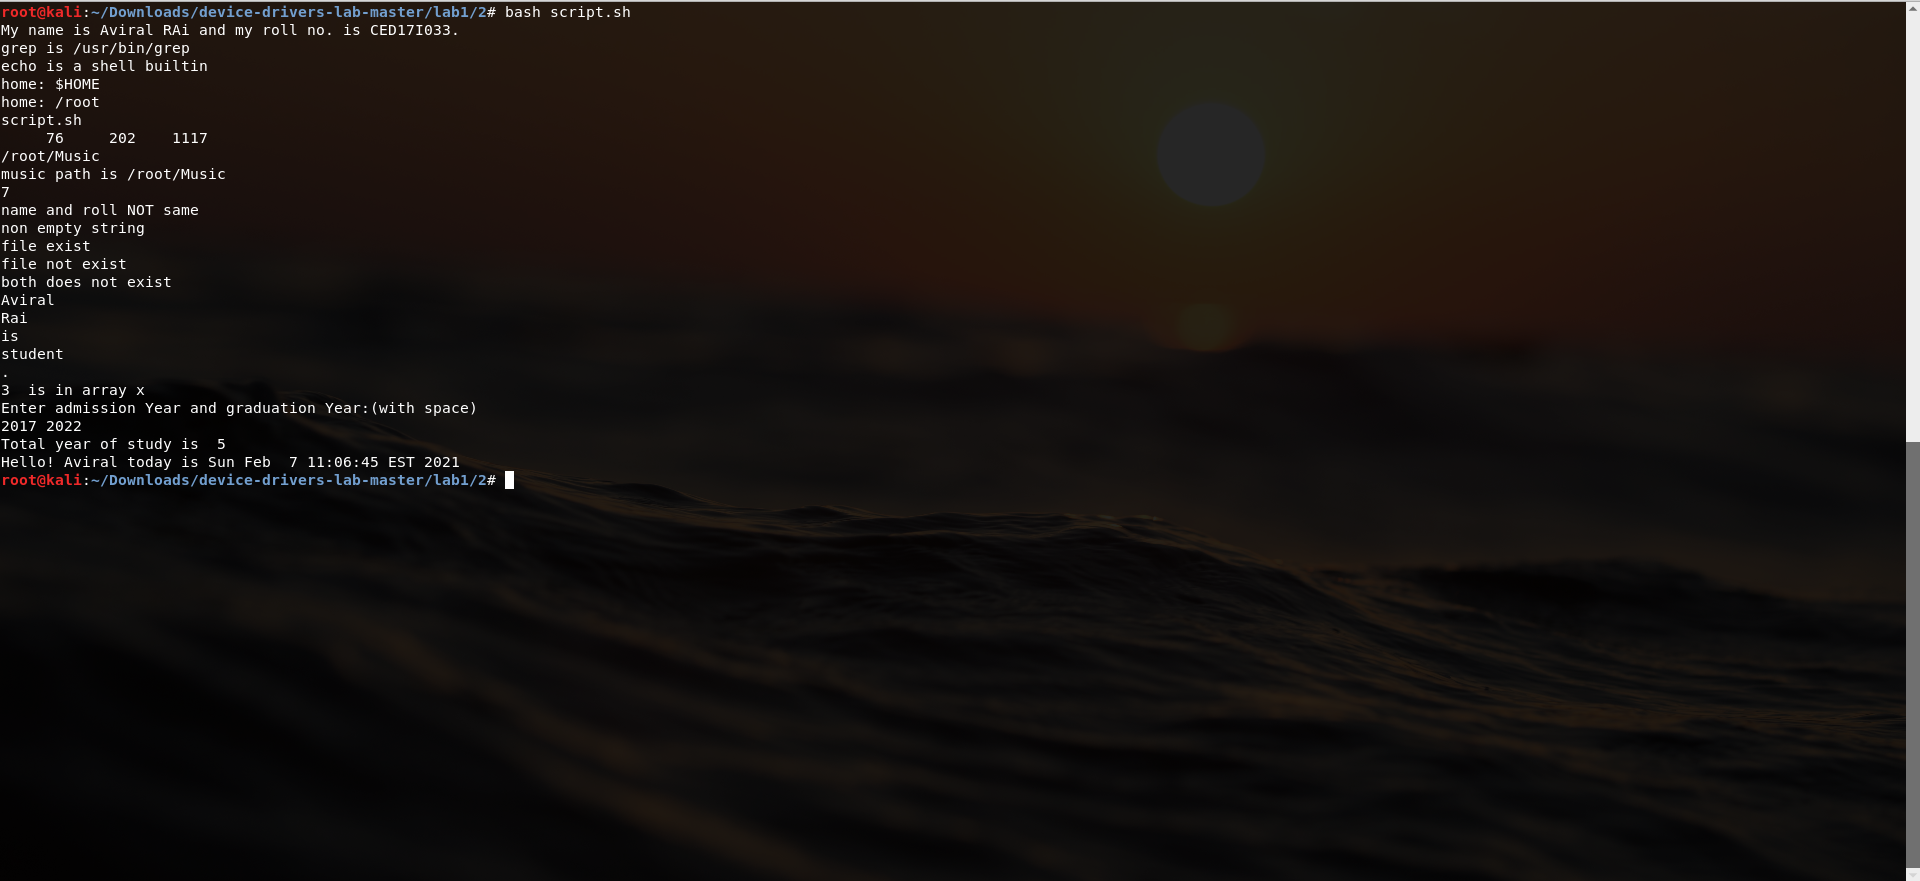 root@kali:~/Downloads/device-drivers-lab-master/lab1/2# bash script.sh
My name is Aviral RAi and my roll no. is CED17I033.
grep is /usr/bin/grep
echo is a shell builtin
home: $HOME
home: /root
script.sh
     76     202    1117
/root/Music
music path is /root/Music
7
name and roll NOT same
non empty string
file exist
file not exist
both does not exist
Aviral
Rai
is
student
.
3  is in array x
Enter admission Year and graduation Year:(with space)
2017 2022
Total year of study is  5
Hello! Aviral today is Sun Feb  7 11:06:45 EST 2021
root@kali:~/Downloads/device-drivers-lab-master/lab1/2#